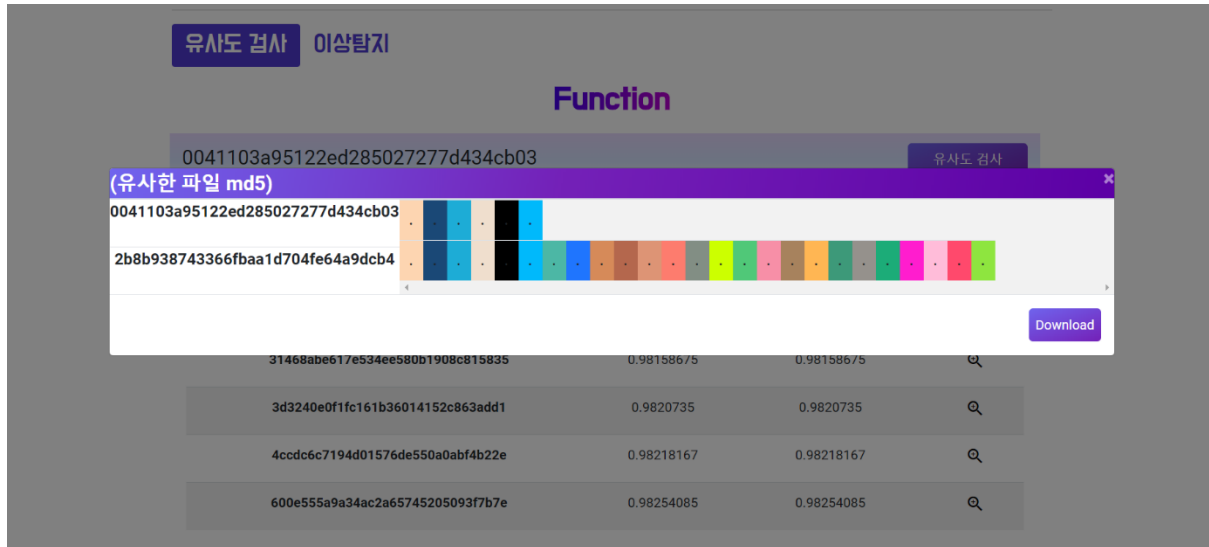 유사도 검사 이상탐지
Function
0041103a95122ed285027277d434cb03 유사도 검사
(유사한 파일 md5) ×
0041103a95122ed285027277d434cb03
2b8b938743366fbaa1d704fe64a9dcb4
Download
31468abe617e534ee580b1908c815835 0.98158675 0.98158675
3d3240e0f1fc161b36014152c863add1 0.9820735 0.9820735
4ccdc6c7194d01576de550a0abf4b22e 0.98218167 0.98218167
600e555a9a34ac2a65745205093f7b7e 0.98254085 0.98254085